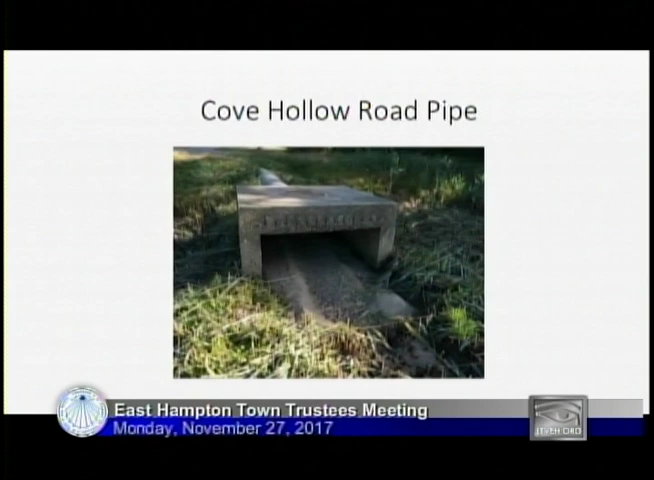 Cove Hollow Road Pipe
East Hampton Town Trustees Meeting
Monday, November 27, 2017